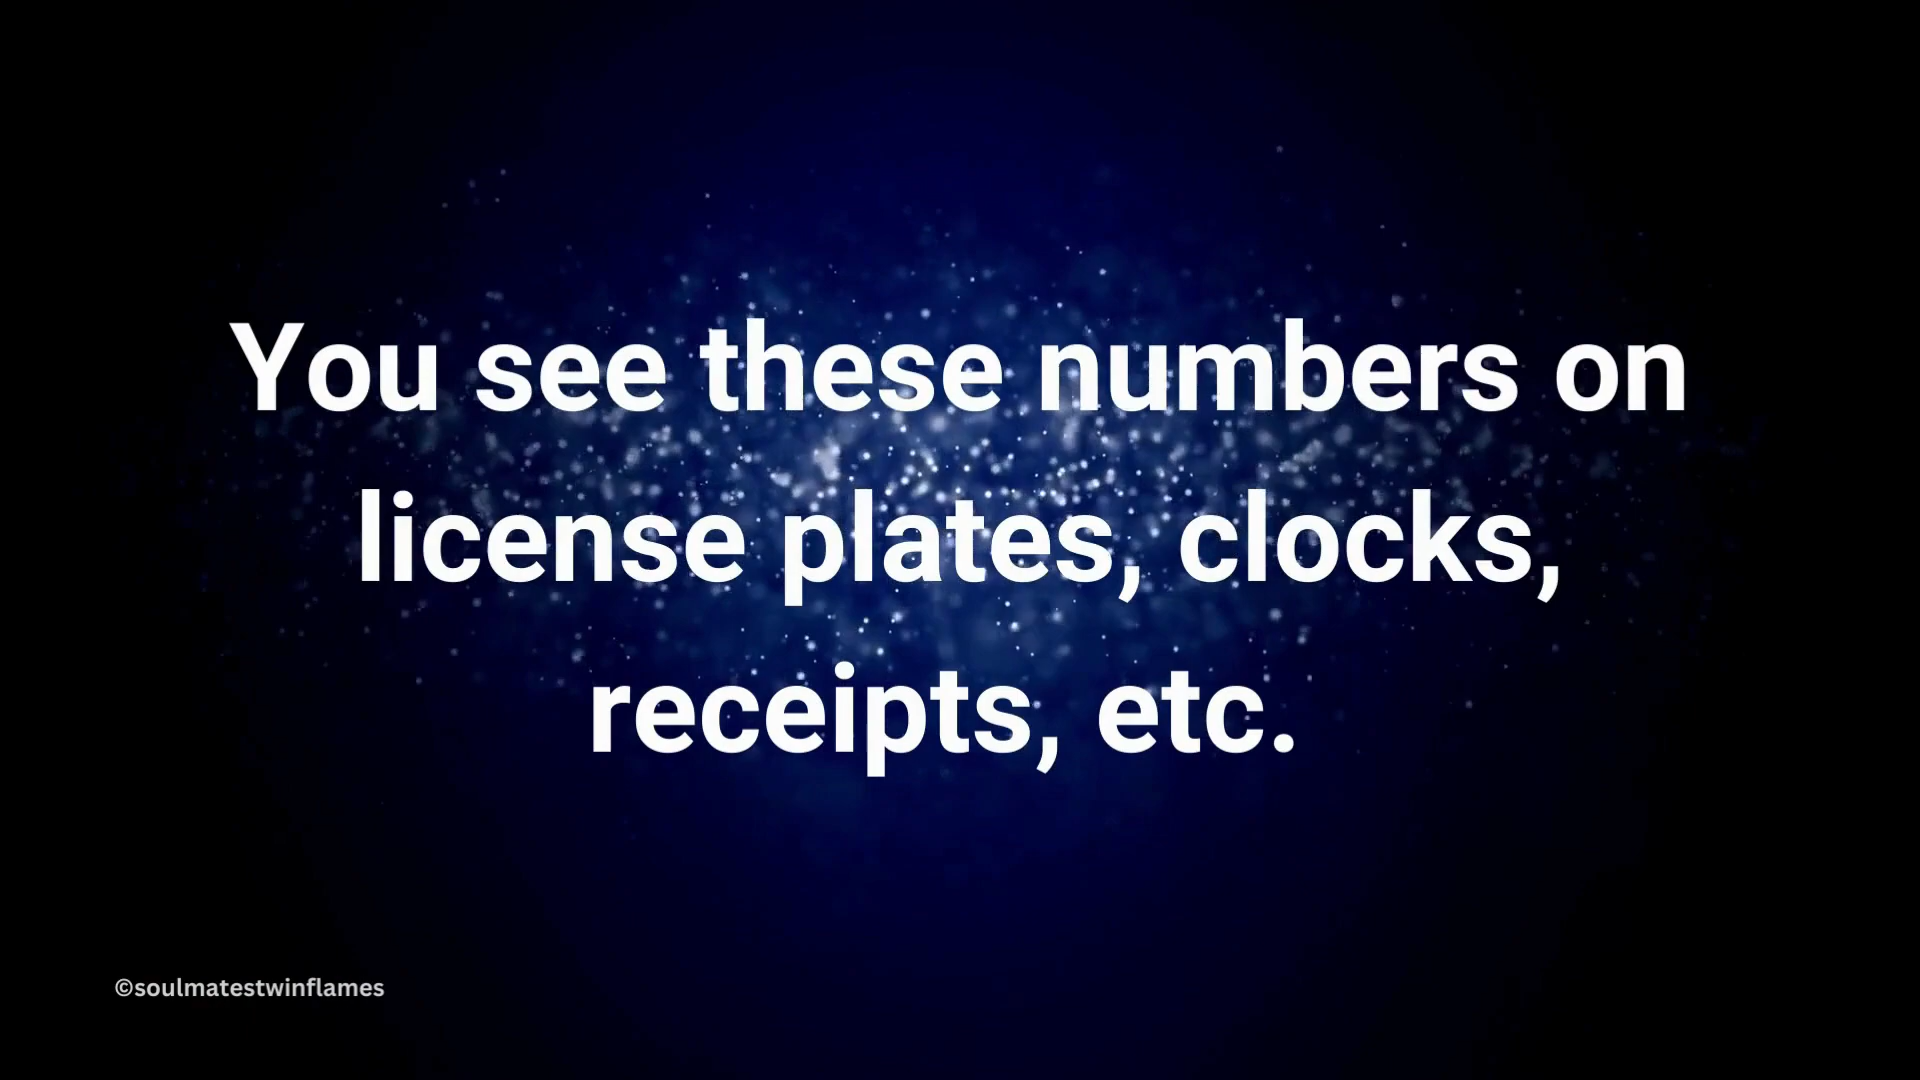 You see these numbers on
license plates, clocks,
receipts, etc.
©soulmatestwinflames